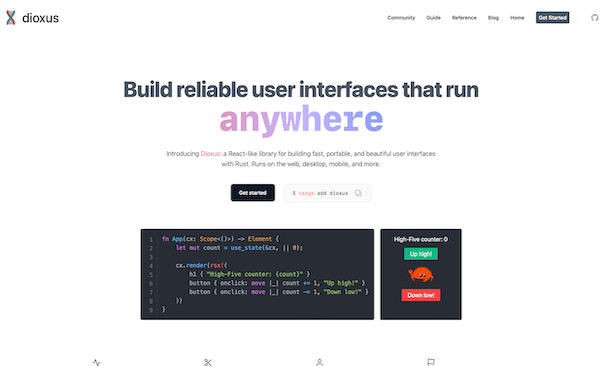 dioxus
Community Guide Reference Blog Home Get Started
Build reliable user interfaces that run
anywhere
Introducing Dioxus: a React-like library for building fast, portable, and beautiful user interfaces
with Rust. Runs on the web, desktop, mobile, and more.
Get started $ cargo add dioxus
1 fn App(cx: Scope<()>) -> Element {
2 let mut count = use_state(&cx, || 0);
3
4 cx.render(rsx!(
5 h1 { "High-Five counter: {count}" }
6 button { onclick: move |_| count += 1, "Up high!" }
7 button { onclick: move |_| count -= 1, "Down low!" }
8 ))
9 }
High-Five counter: 0
Up high!
Down low!